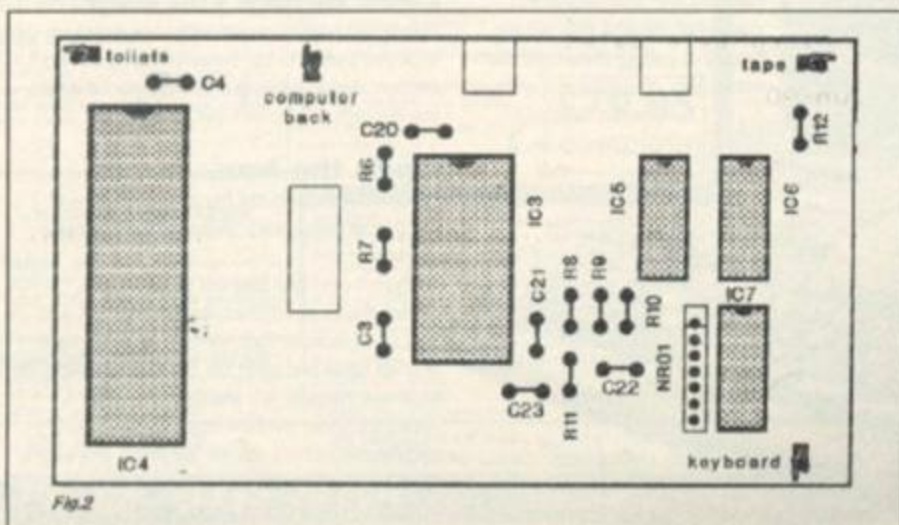 toilets
tape
C4
computer
back
C20
R12
R6
IC3
IC5
IC6
R7
C21
R8
R9
R10
IC7
C3
NR01
C22
C23
R11
IC4
keyboard
Fig.2